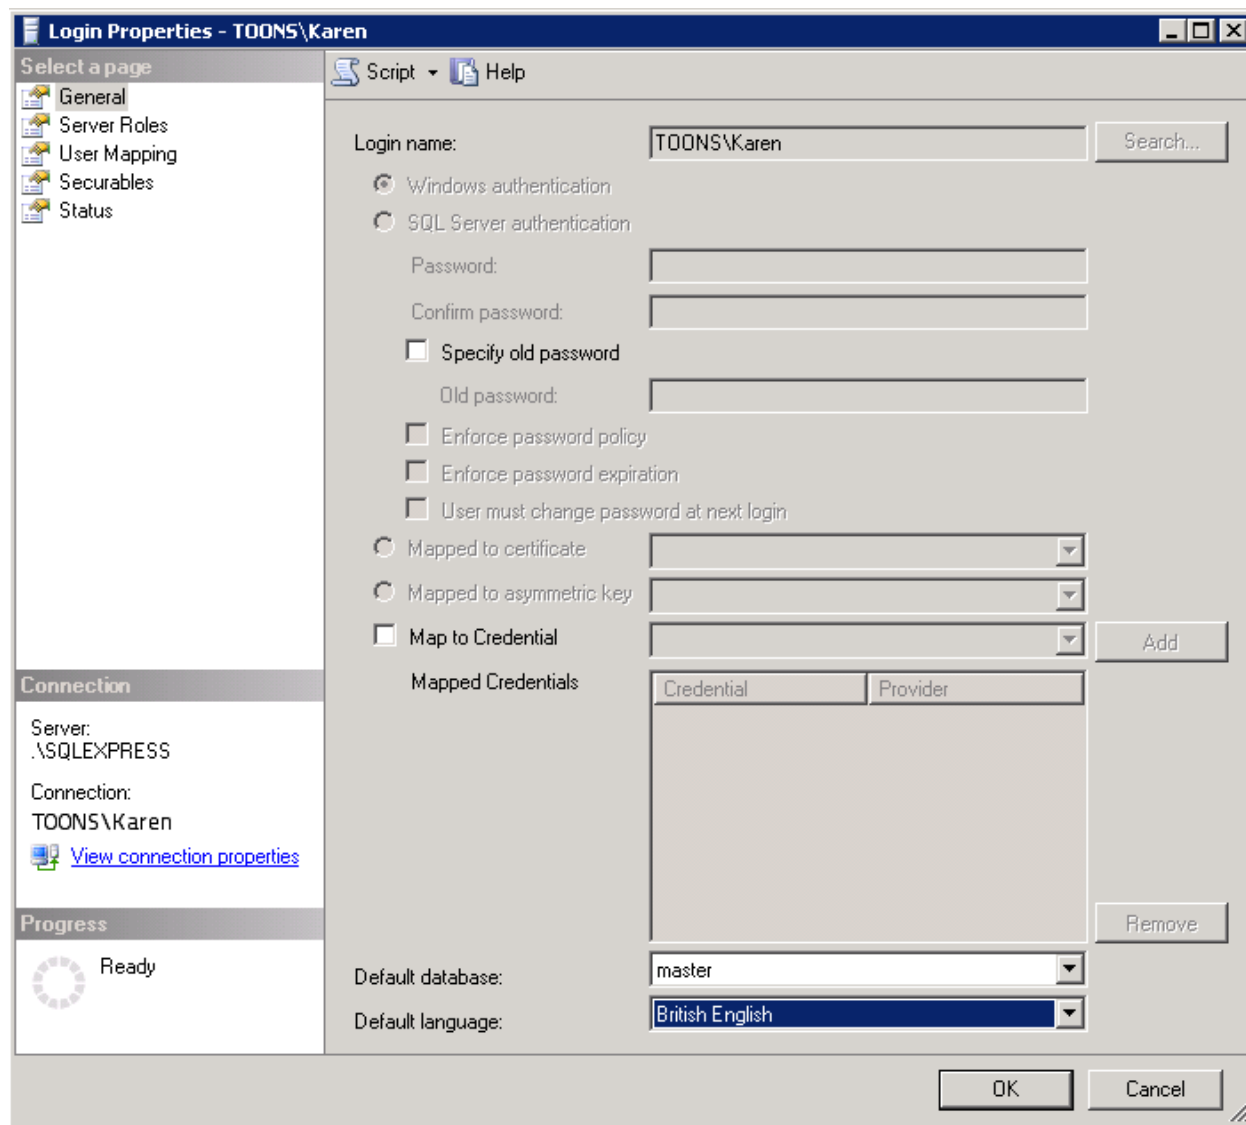 Login Properties - TOONS\Karen
Select a page
General
Server Roles
User Mapping
Securables
Status
Connection
Server:
.\SQLEXPRESS
Connection:
TOONS\Karen
View connection properties
Progress
Ready
Script Help
Login name: TOONS\Karen Search...
Windows authentication
SQL Server authentication
Password:
Confirm password:
Specify old password
Old password:
Enforce password policy
Enforce password expiration
User must change password at next login
Mapped to certificate
Mapped to asymmetric key
Map to Credential Add
Mapped Credentials Credential Provider
Remove
Default database: master
Default language: British English
OK Cancel